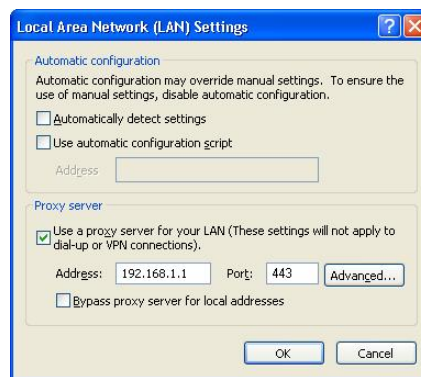 Local Area Network (LAN) Settings
Automatic configuration
Automatic configuration may override manual settings. To ensure the
use of manual settings, disable automatic configuration.
Automatically detect settings
Use automatic configuration script
Address
Proxy server
Use a proxy server for your LAN (These settings will not apply to
dial-up or VPN connections).
Address: 192.168.1.1 Port: 443 Advanced...
Bypass proxy server for local addresses
OK Cancel